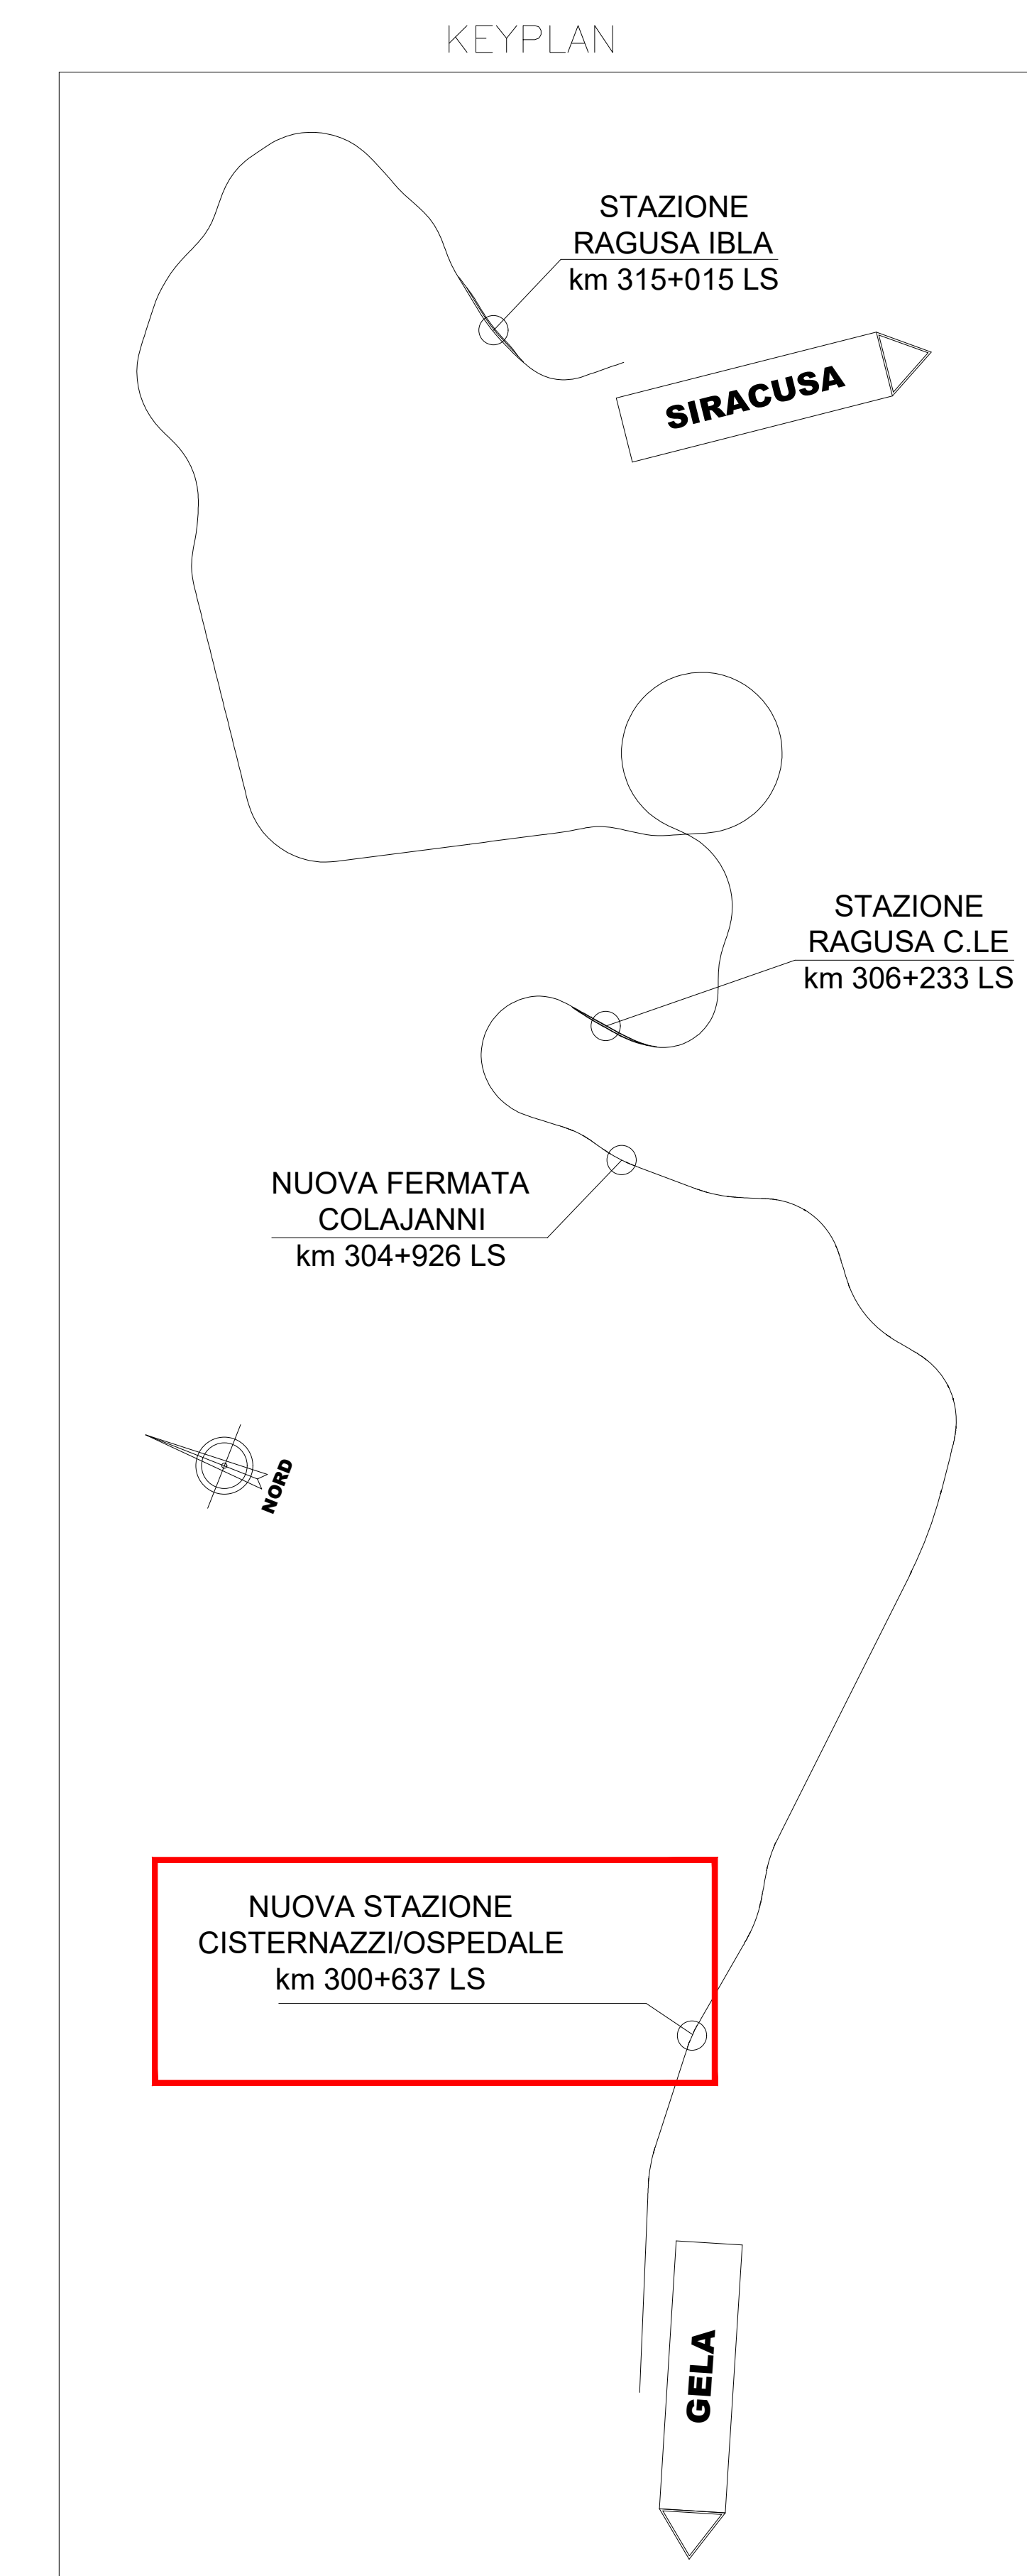 KEYPLAN
STAZIONE
RAGUSA IBLA
km 315+015 LS
SIRACUSA
STAZIONE
RAGUSA C.LE
km 306+233 LS
NUOVA FERMATA
COLAJANNI
km 304+926 LS
NORD
NUOVA STAZIONE
CISTERNAZZI/OSPEDALE
km 300+637 LS
GELA